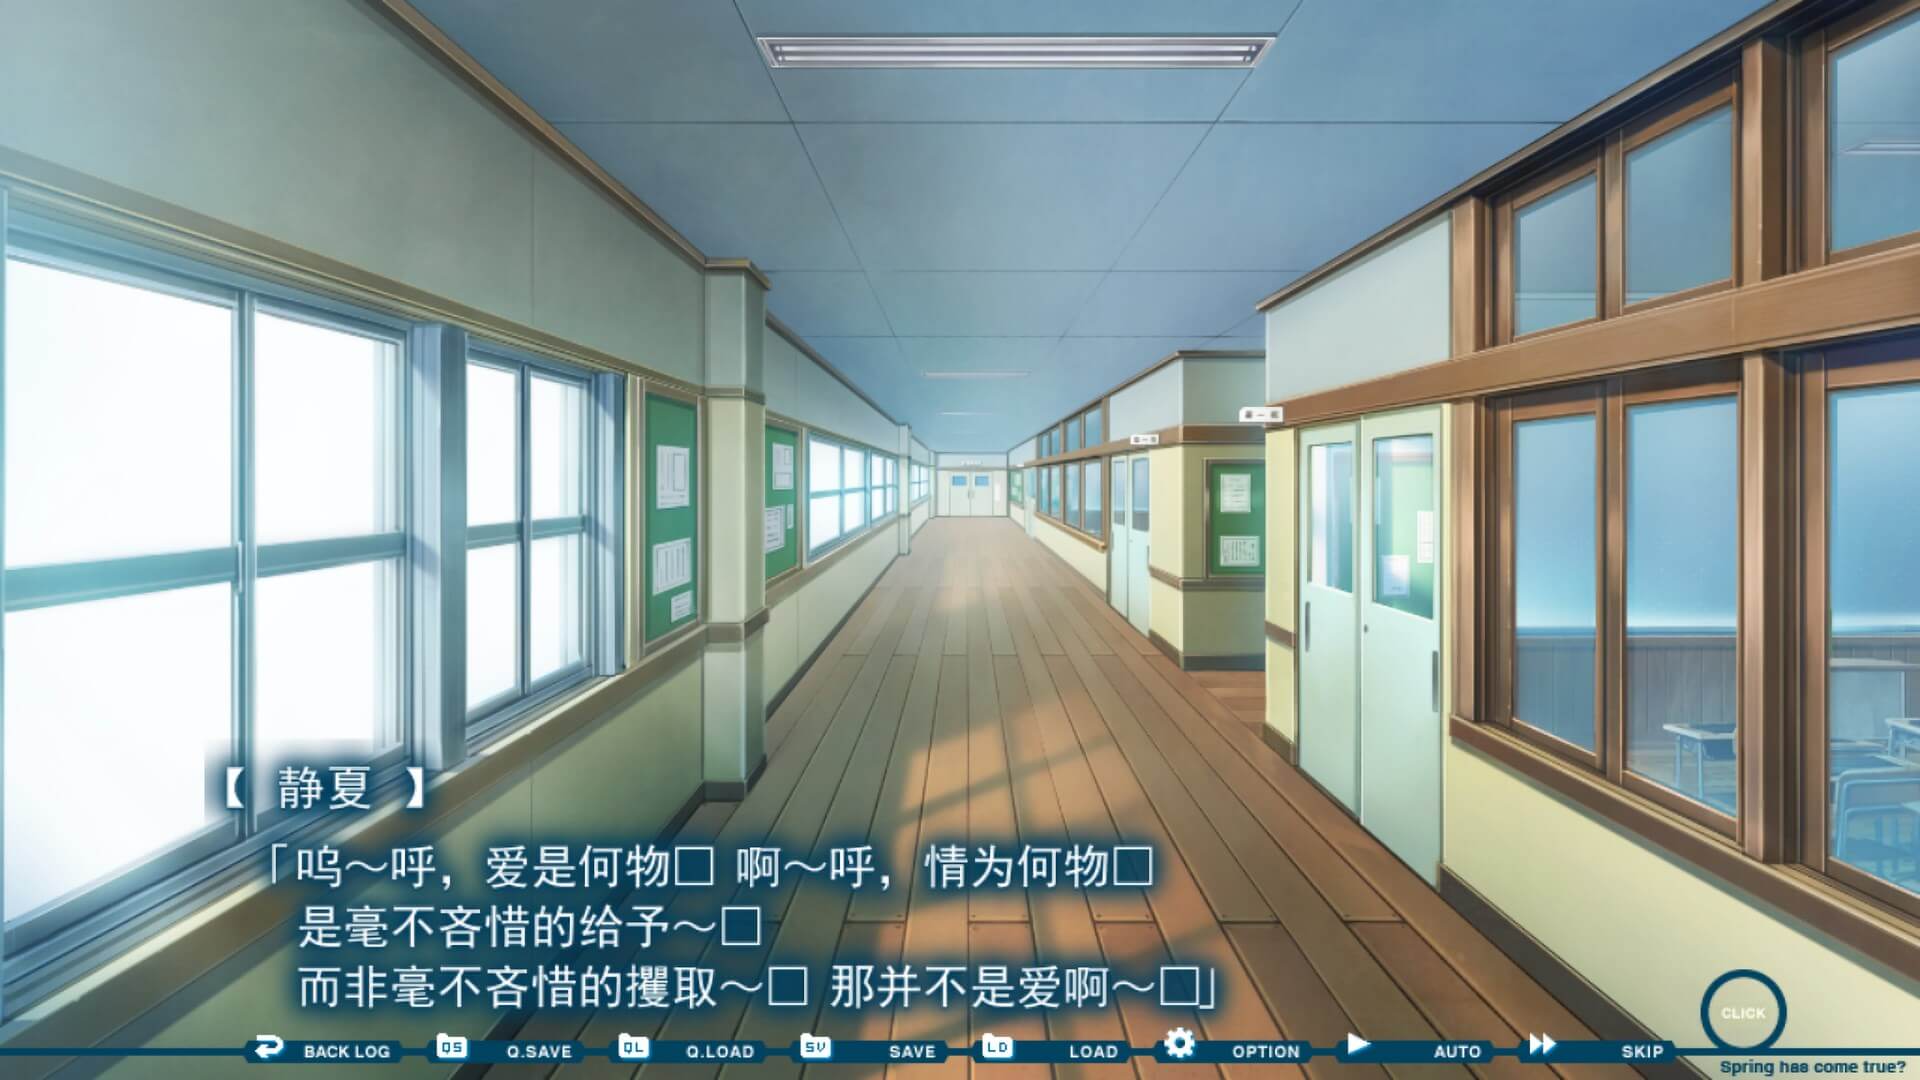 【 静夏 】
「呜～呼，爱是何物□ 啊～呼，情为何物□
是毫不吝惜的给予～□
而非毫不吝惜的攫取～□ 那并不是爱啊～□」
CLICK
QS QL SV LD
BACK LOG Q.SAVE Q.LOAD SAVE LOAD OPTION AUTO SKIP
Spring has come true?